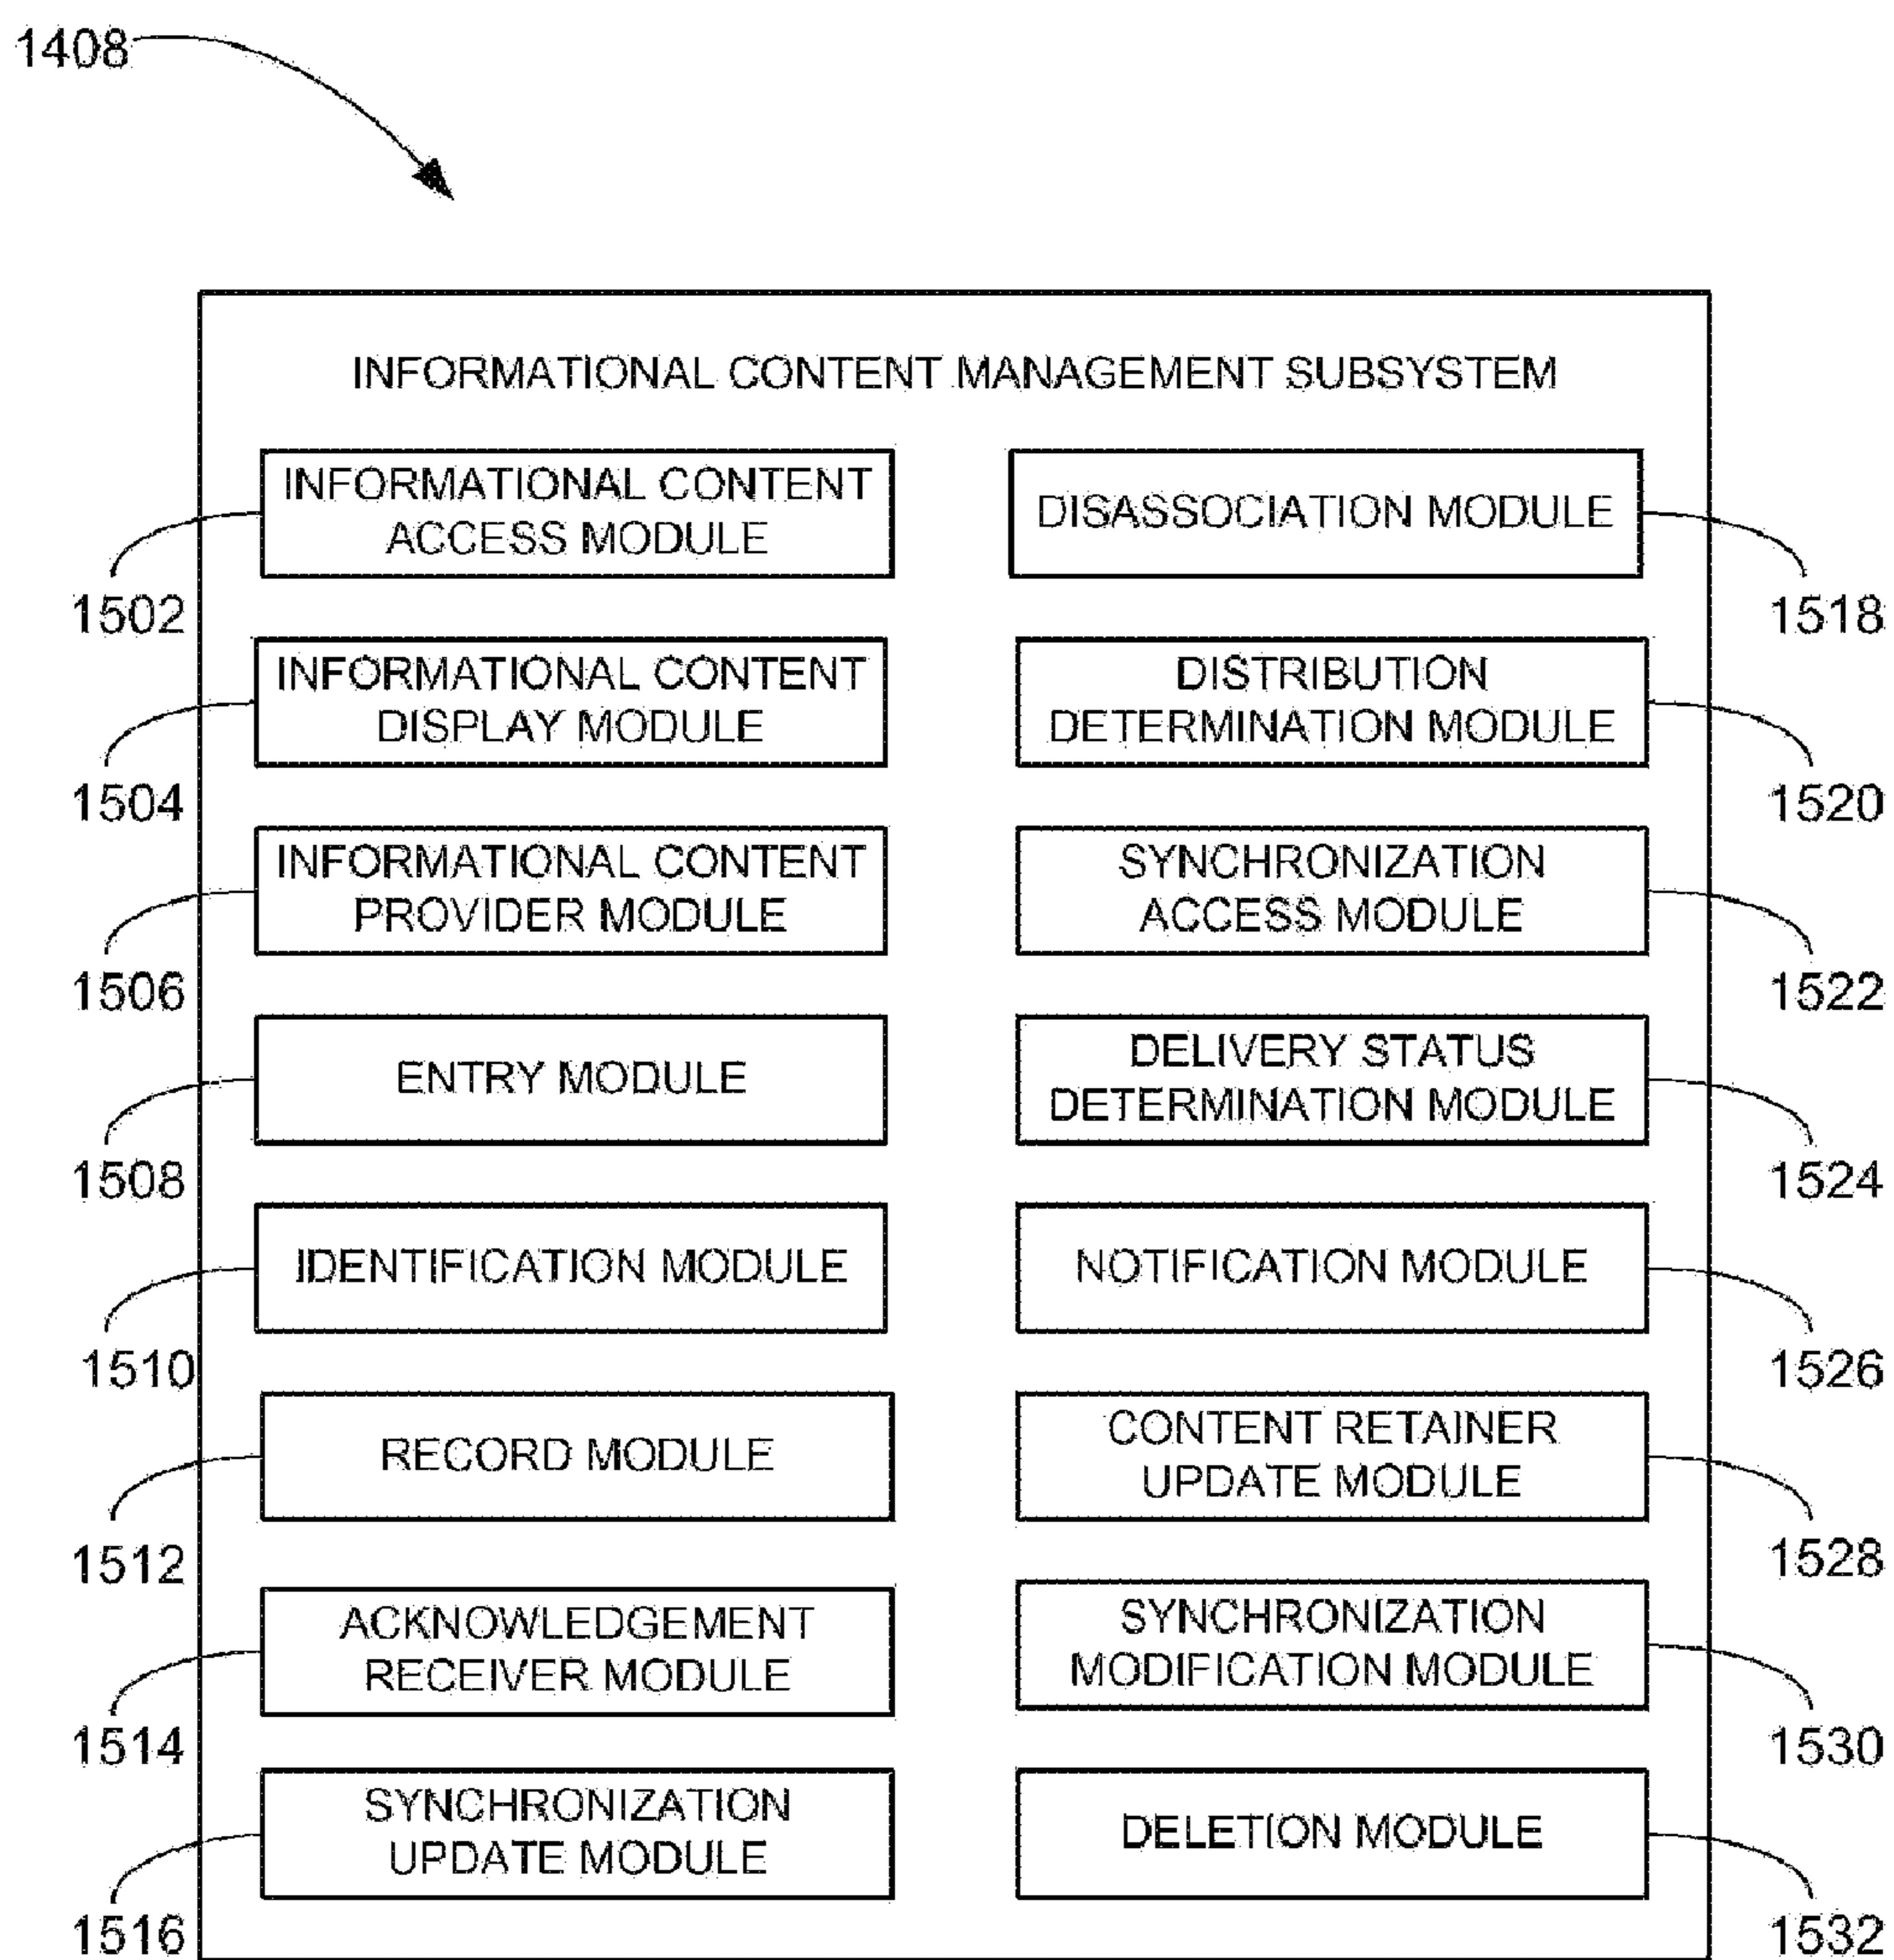 1408
INFORMATIONAL CONTENT MANAGEMENT SUBSYSTEM
INFORMATIONAL CONTENT
ACCESS MODULE
1502
INFORMATIONAL CONTENT
DISPLAY MODULE
1504
INFORMATIONAL CONTENT
PROVIDER MODULE
1506
ENTRY MODULE
1508
IDENTIFICATION MODULE
1510
RECORD MODULE
1512
ACKNOWLEDGEMENT
RECEIVER MODULE
1514
SYNCHRONIZATION
UPDATE MODULE
1516
DISASSOCIATION MODULE
1518
DISTRIBUTION
DETERMINATION MODULE
1520
SYNCHRONIZATION
ACCESS MODULE
1522
DELIVERY STATUS
DETERMINATION MODULE
1524
NOTIFICATION MODULE
1526
CONTENT RETAINER
UPDATE MODULE
1528
SYNCHRONIZATION
MODIFICATION MODULE
1530
DELETION MODULE
1532